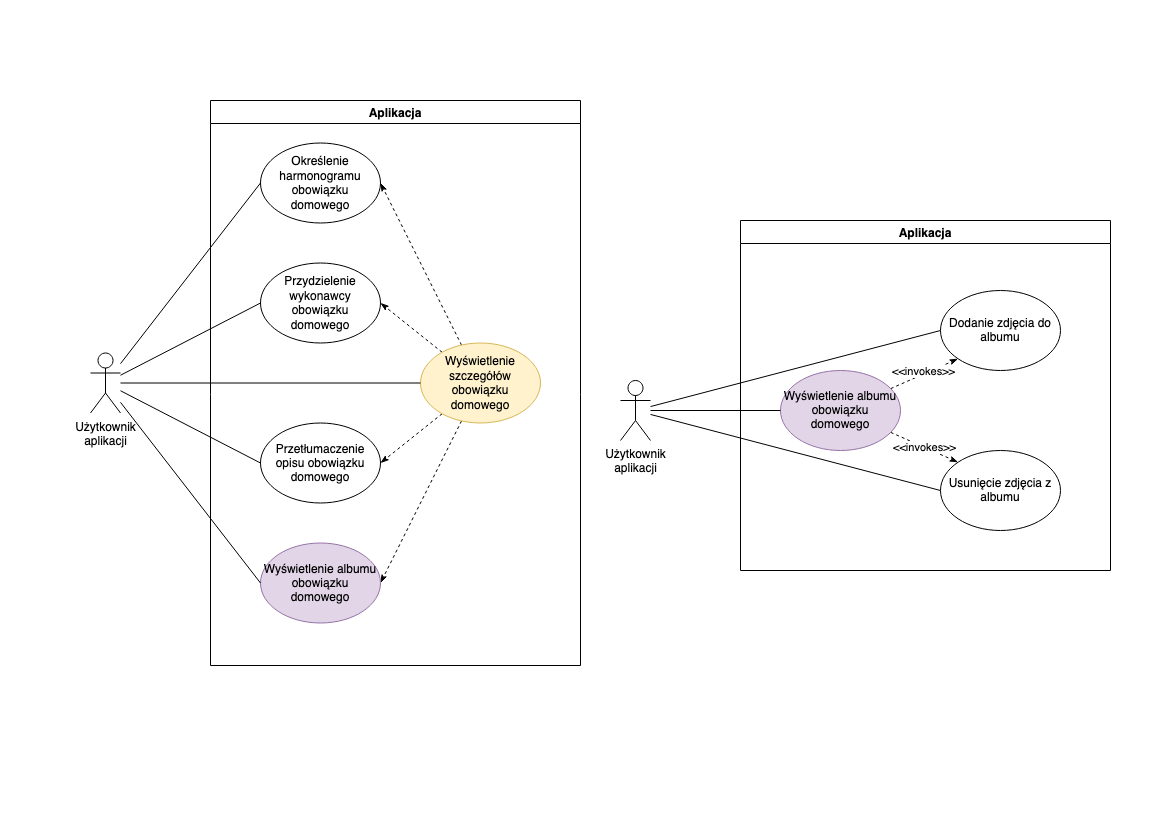 Aplikacja
Określenie
harmonogramu
obowiązku
domowego
Przydzielenie
wykonawcy
obowiązku
domowego
Wyświetlenie
szczegółów
obowiązku
domowego
Użytkownik
aplikacji
Przetłumaczenie
opisu obowiązku
domowego
Wyświetlenie albumu
obowiązku
domowego
Aplikacja
Dodanie zdjęcia do
albumu
<<invokes>>
Wyświetlenie albumu
obowiązku
domowego
<<invokes>>
Użytkownik
aplikacji
Usunięcie zdjęcia z
albumu